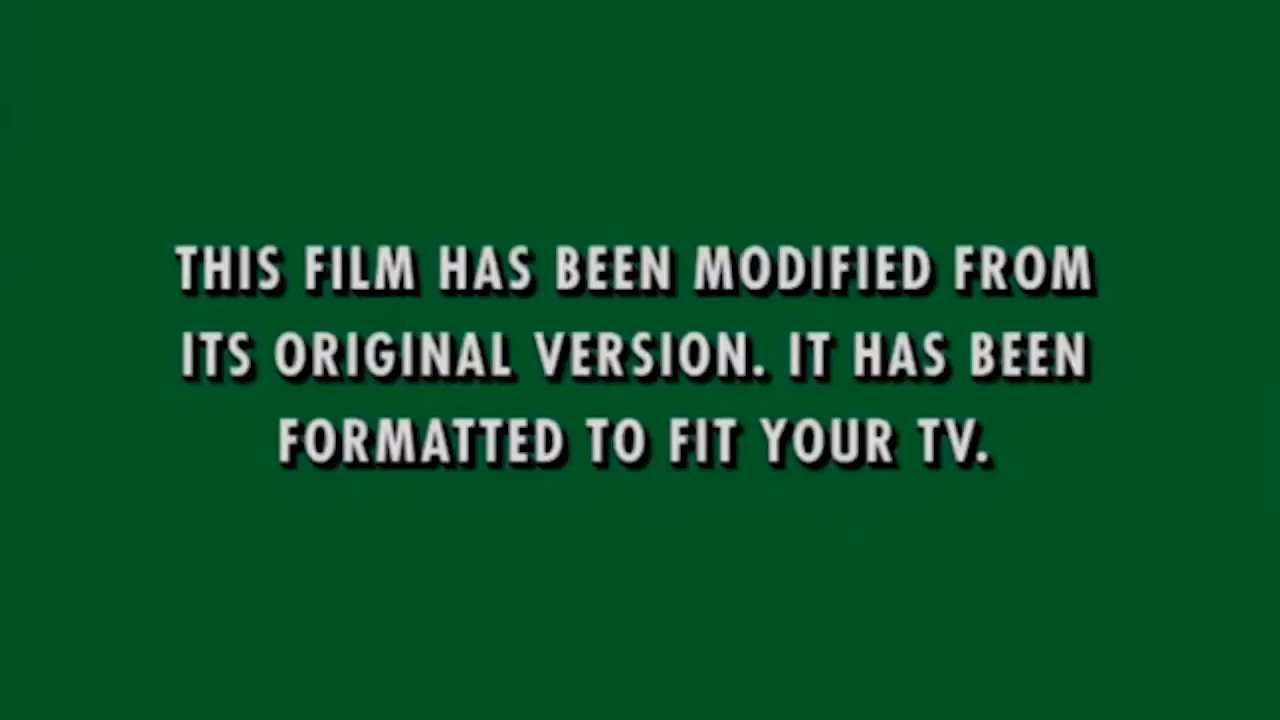 THIS FILM HAS BEEN MODIFIED FROM
ITS ORIGINAL VERSION. IT HAS BEEN
FORMATTED TO FIT YOUR TV.